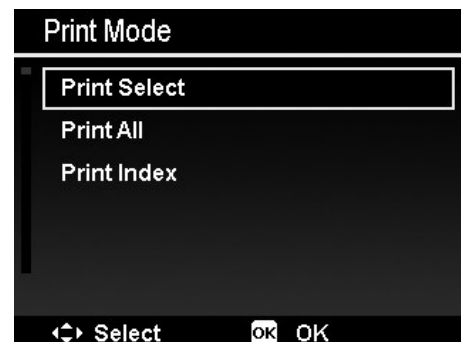 Print Mode
Print Select
Print All
Print Index
Select OK OK